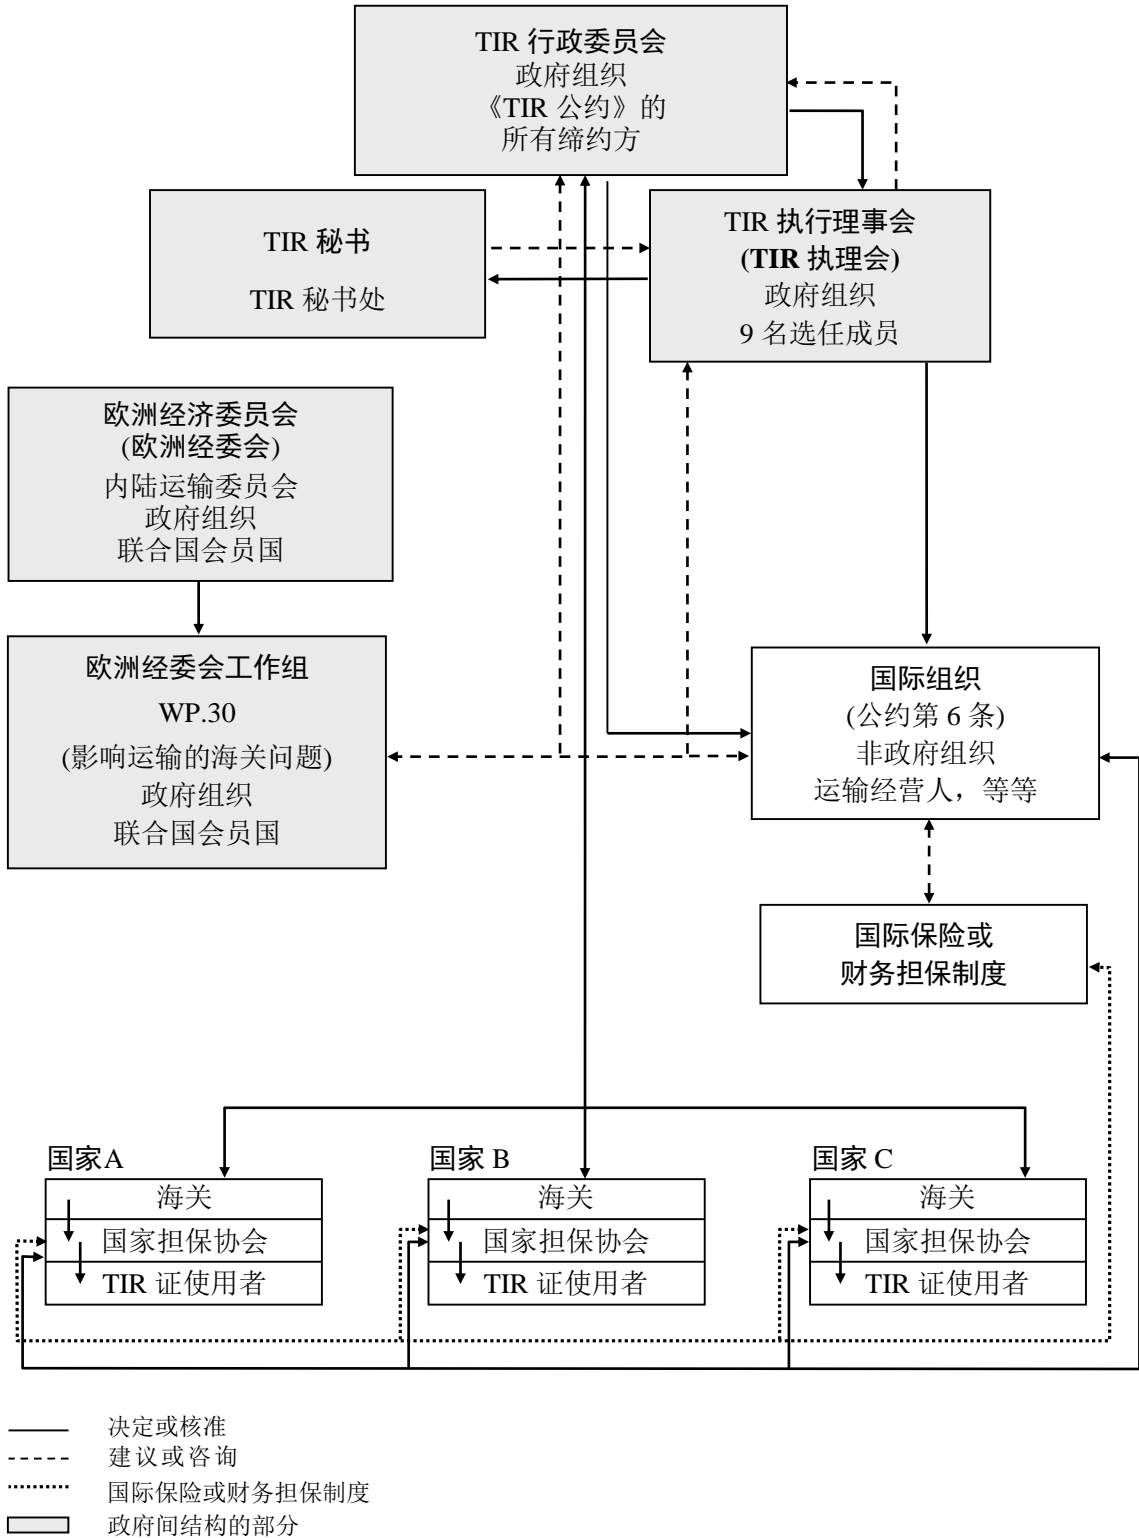 TIR 行政委员会
政府组织
《TIR 公约》的
所有缔约方
TIR 秘书
TIR 秘书处
TIR 执行理事会
(TIR 执理会)
政府组织
9 名选任成员
欧洲经济委员会
(欧洲经委会)
内陆运输委员会
政府组织
联合国会员国
欧洲经委会工作组
WP.30
(影响运输的海关问题)
政府组织
联合国会员国
国际组织
(公约第 6 条)
非政府组织
运输经营人，等等
国际保险或
财务担保制度
国家A
海关
国家担保协会
TIR 证使用者
国家 B
海关
国家担保协会
TIR 证使用者
国家 C
海关
国家担保协会
TIR 证使用者
决定或核准
建议或咨询
国际保险或财务担保制度
政府间结构的部分